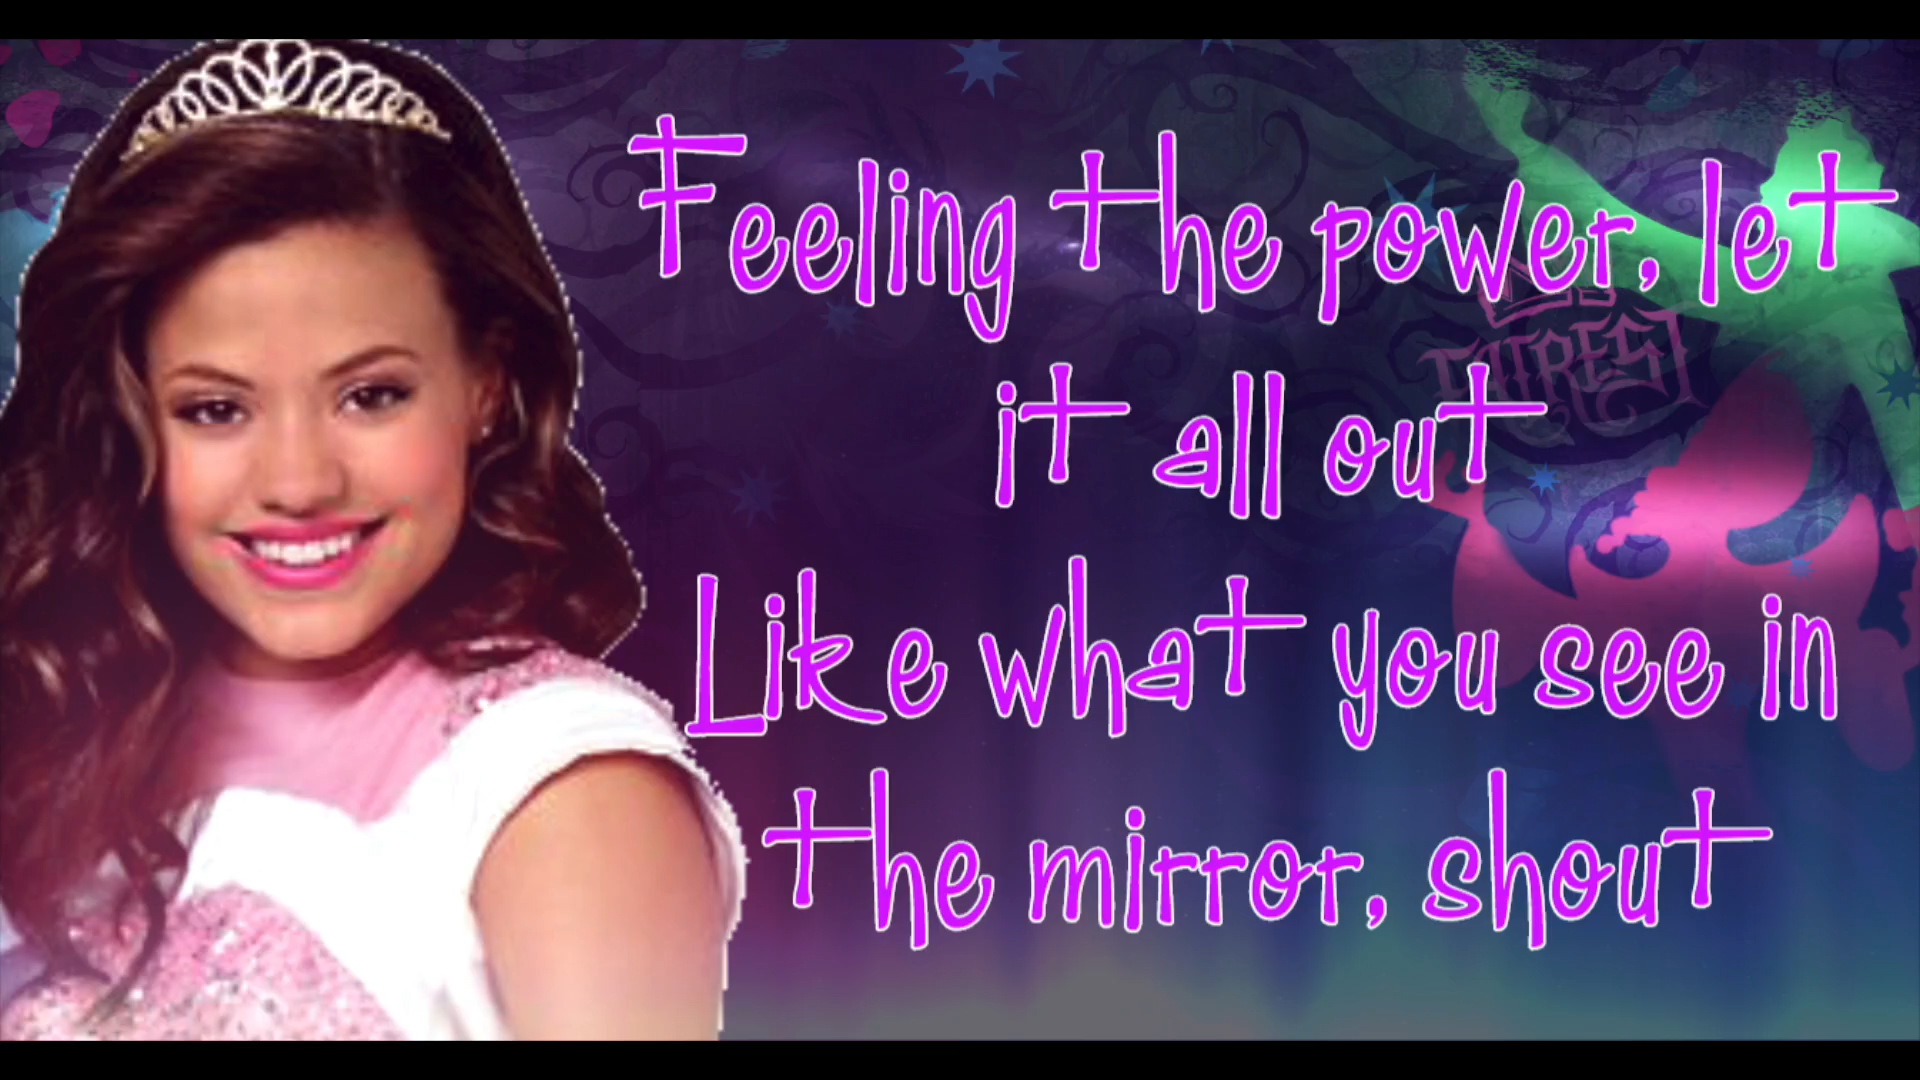 Feeling the power, let
it all out
Like what you see in
the mirror, shout